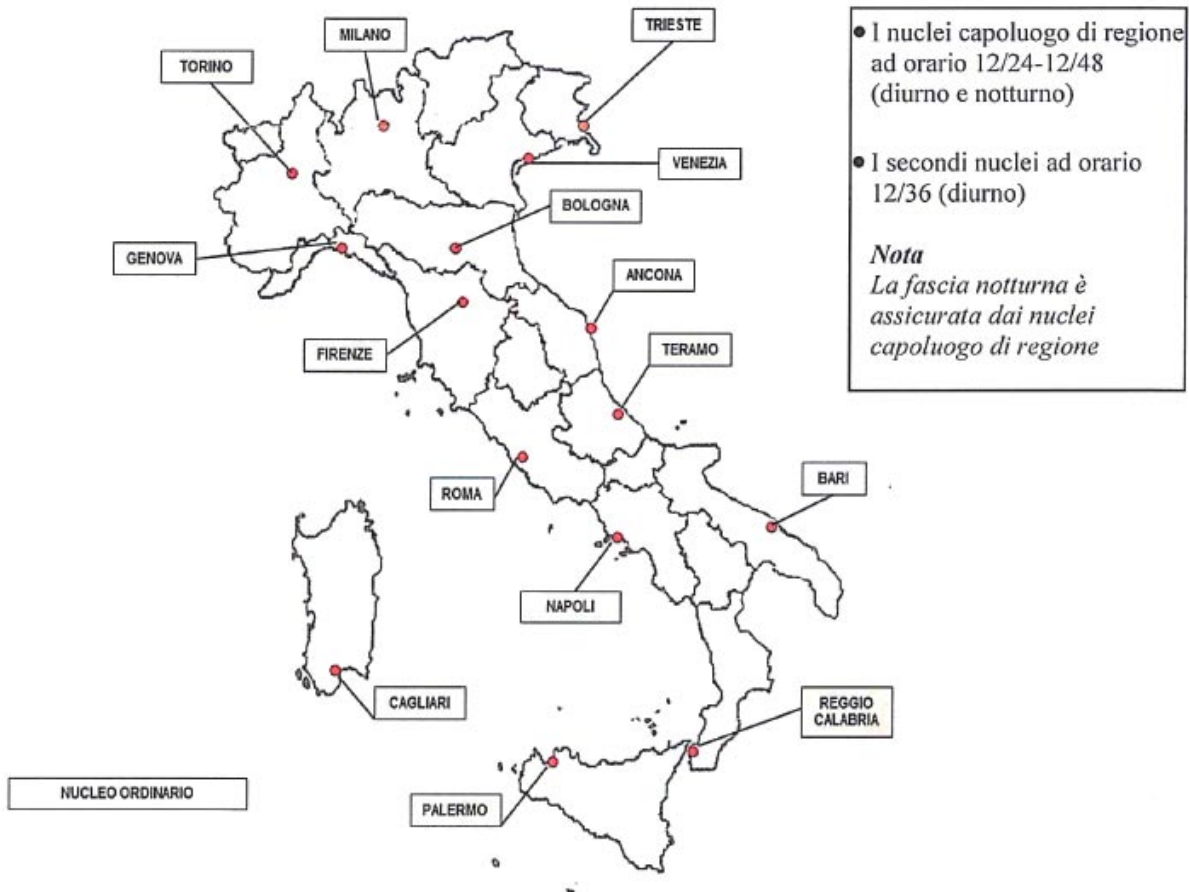 TRIESTE
MILANO
TORINO
VENEZIA
BOLOGNA
GENOVA
ANCONA
FIRENZE
TERAMO
ROMA
BARI
NAPOLI
CAGLIARI
REGGIO
CALABRIA
PALERMO
NUCLEO ORDINARIO
• I nuclei capoluogo di regione
ad orario 12/24-12/48
(diurno e notturno)
• I secondi nuclei ad orario
12/36 (diurno)
Nota
La fascia notturna è
assicurata dai nuclei
capoluogo di regione